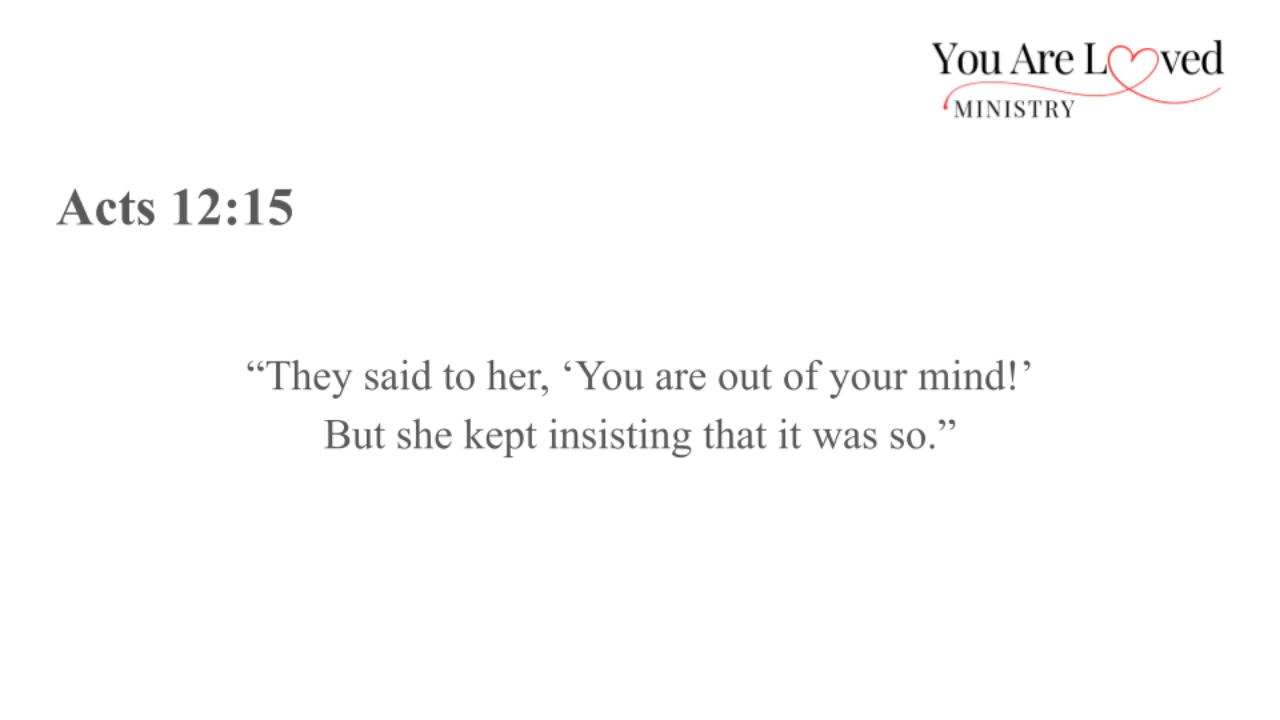 You Are Loved
MINISTRY
Acts 12:15
“They said to her, ‘You are out of your mind!’
But she kept insisting that it was so.”